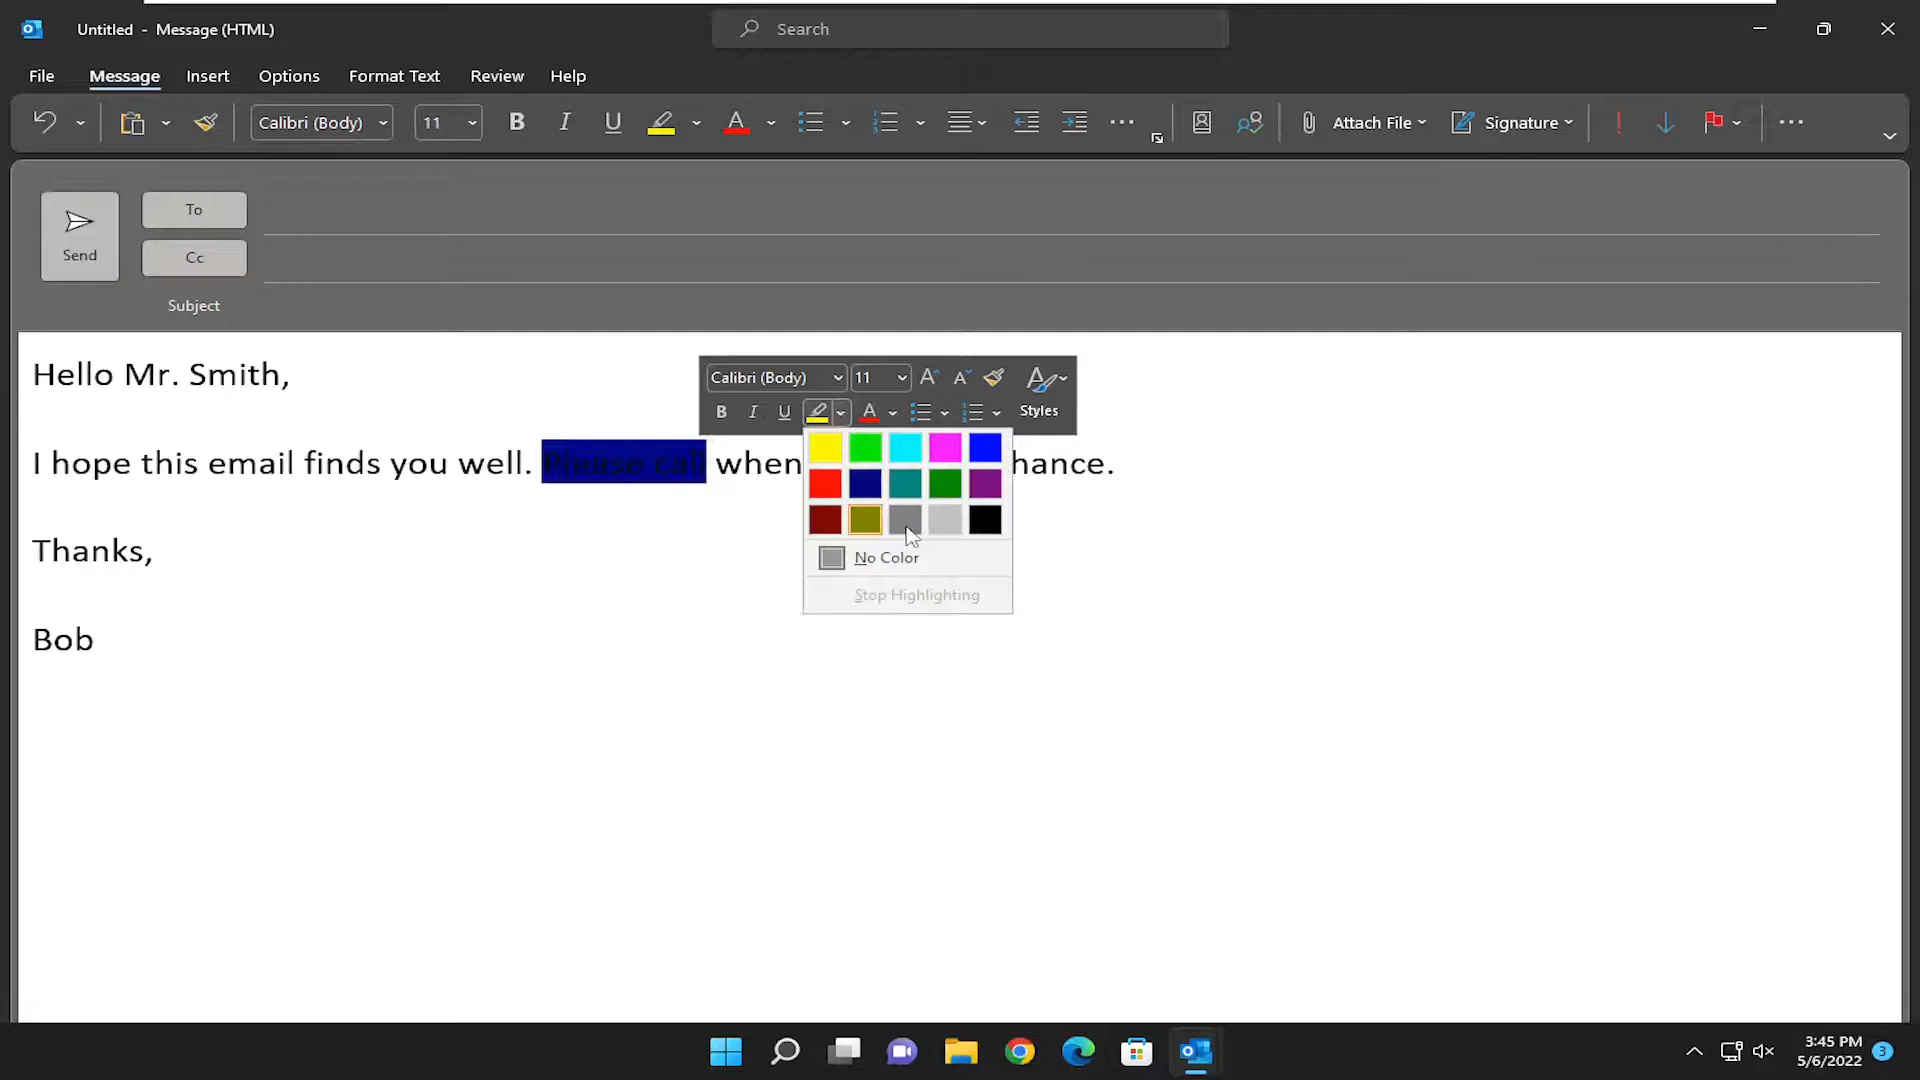 Untitled - Message (HTML)
Search
File Message Insert Options Format Text Review Help
Calibri (Body) 11 B I U A Attach File Signature
Send To
Cc
Subject
Hello Mr. Smith,
Calibri (Body) 11 A A A
B I U A Styles
I hope this email finds you well. Please call when hance.
Thanks,
No Color
Stop Highlighting
Bob
3:45 PM
5/6/2022 3